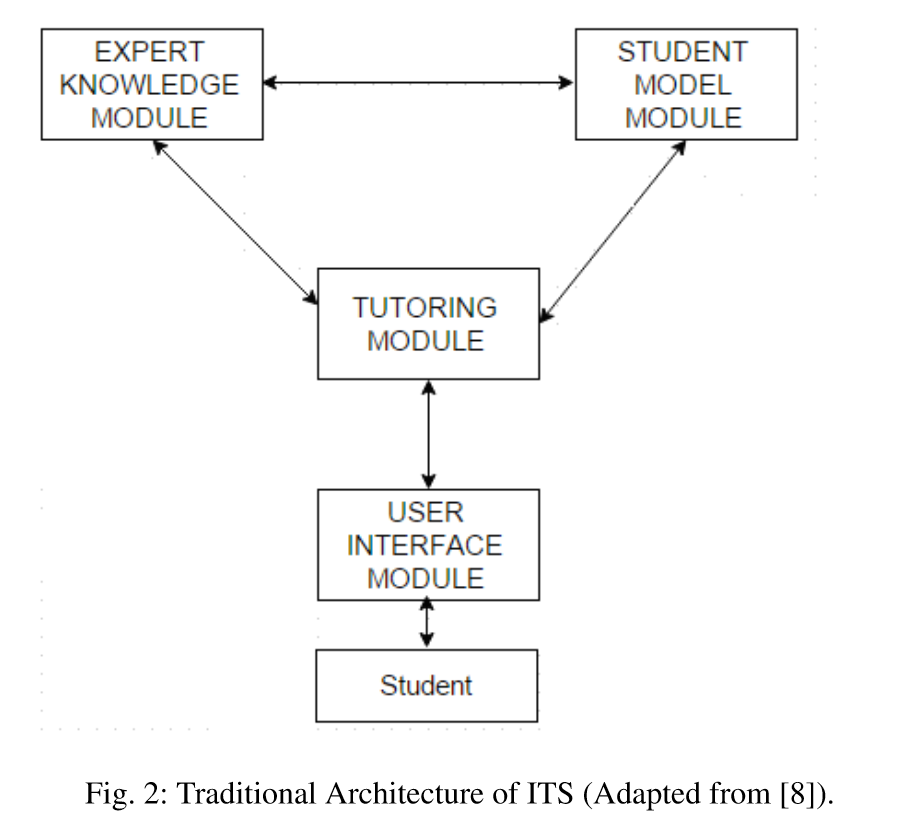 EXPERT
KNOWLEDGE
MODULE
STUDENT
MODEL
MODULE
TUTORING
MODULE
USER
INTERFACE
MODULE
Student
Fig. 2: Traditional Architecture of ITS (Adapted from [8]).